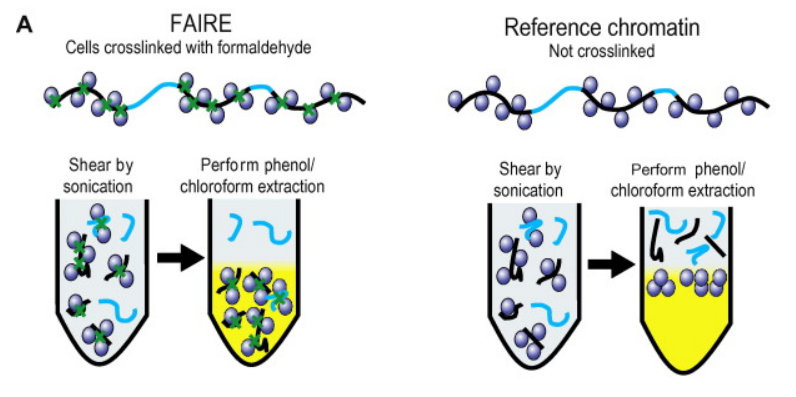 A
FAIRE
Cells crosslinked with formaldehyde
Reference chromatin
Not crosslinked
Shear by
sonication
Perform phenol/
chloroform extraction
Shear by
sonication
Perform phenol/
chloroform extraction